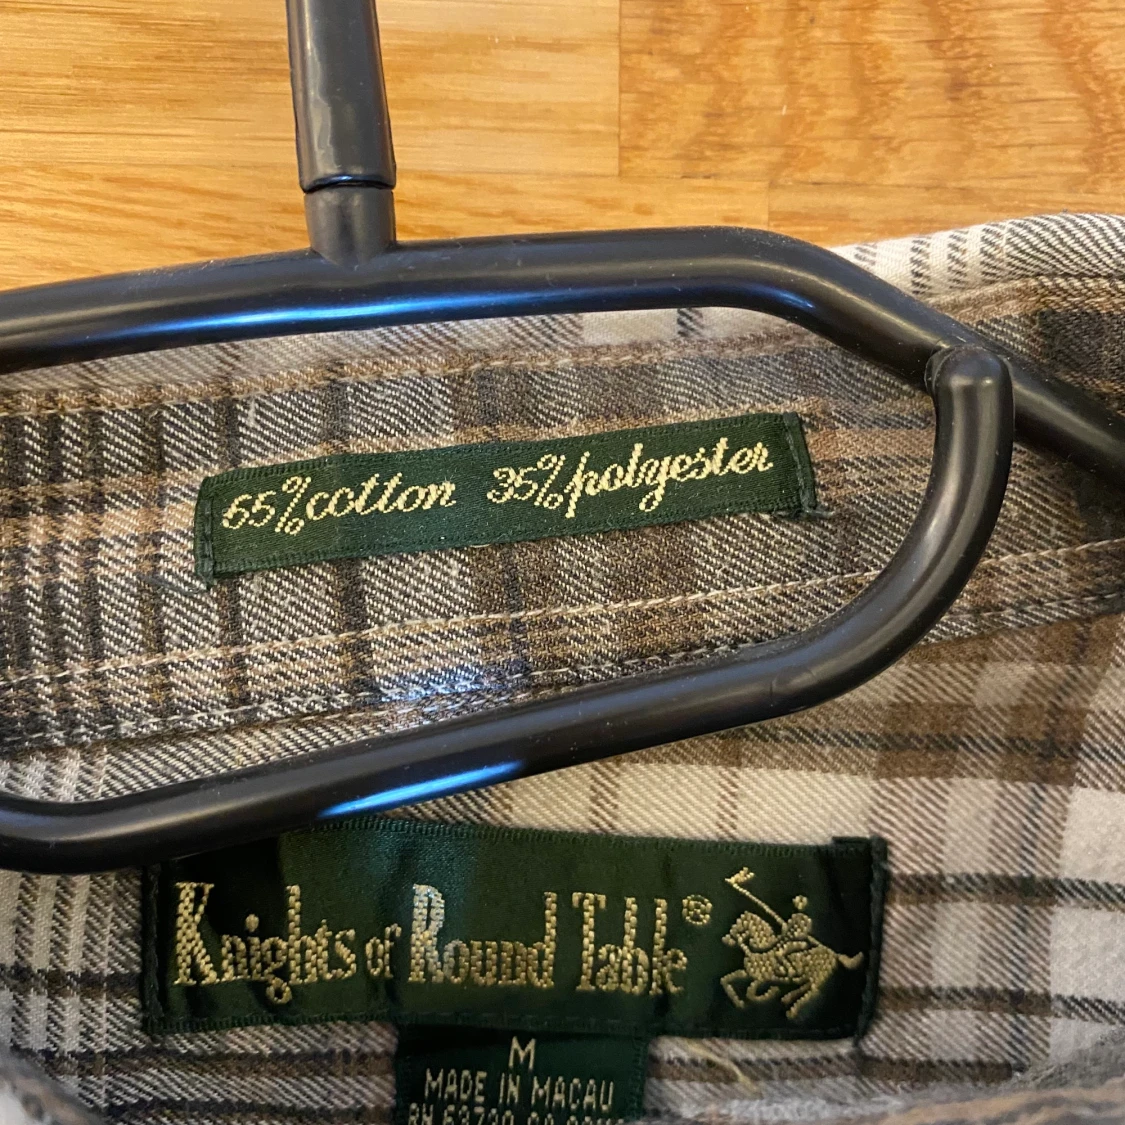 65%cotton 35%polyester
Knights of Round Table®
M
MADE IN MACAU